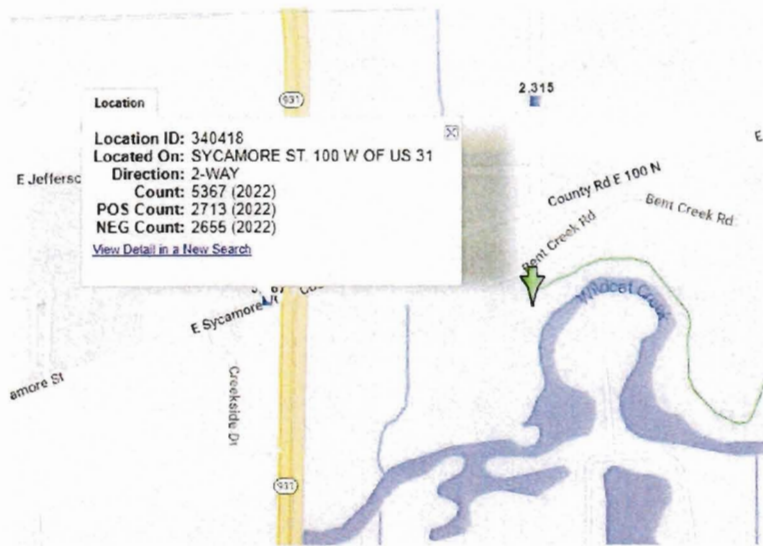 2,315
931
Location
Location ID: 340418
Located On: SYCAMORE ST. 100 W OF US 31
Direction: 2-WAY
Count: 5367 (2022)
POS Count: 2713 (2022)
NEG Count: 2655 (2022)
View Detail in a New Search
E Jeffersc
County Rd E 100 N
Bent Creek Rd
Bent Creek Rd
Wildcat Creek
E Sycamore
amore St
Creekside Dr
931